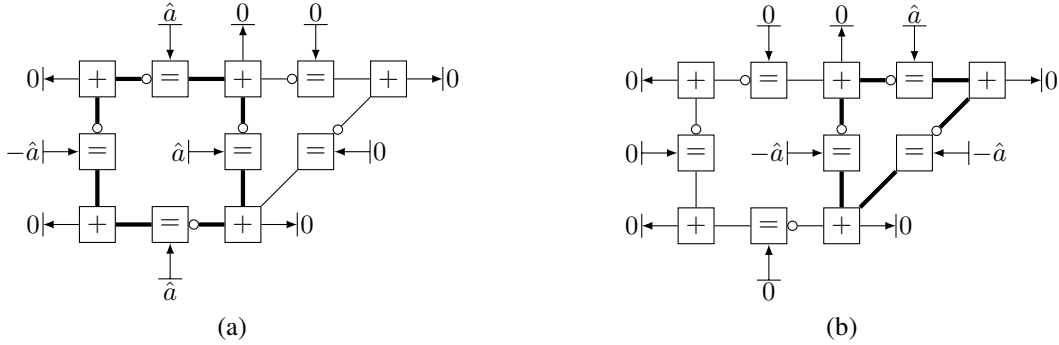 â 0 0 0 0 â
0 + = + = + 0 0 + = + = + 0
−â = â = = 0 0 = −â = = −â
0 + = + 0 0 + = + 0
â 0
(a) (b)